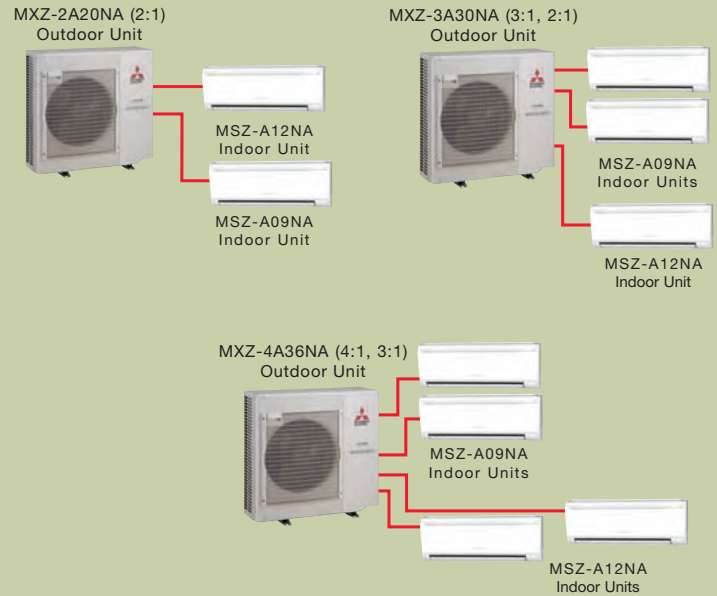 MXZ-2A20NA (2:1)
Outdoor Unit
MSZ-A12NA
Indoor Unit
MSZ-A09NA
Indoor Unit
MXZ-3A30NA (3:1, 2:1)
Outdoor Unit
MSZ-A09NA
Indoor Units
MSZ-A12NA
Indoor Unit
MXZ-4A36NA (4:1, 3:1)
Outdoor Unit
MSZ-A09NA
Indoor Units
MSZ-A12NA
Indoor Units